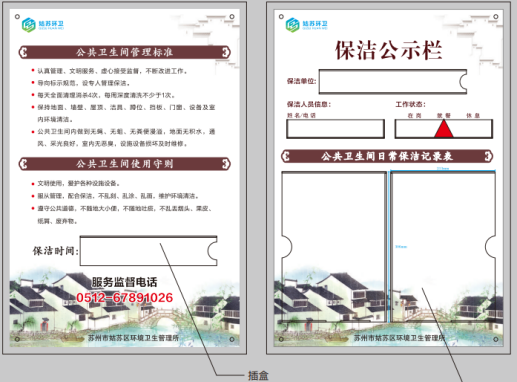 姑苏环卫
公共卫生间管理标准
认真管理、文明服务、虚心接受监督，不断改进工作。
导向标示规范，设专人管理保洁。
每天全面清理消杀4次，每周深度清洗不少于1次。
保持地面、墙壁、屋顶、洁具、蹲位、挡板、门窗、设备及室
内环境清洁。
公共卫生间内做到无蝇、无蛆、无粪便漫溢，地面无积水，通
风、采光良好，室内无恶臭，设施设备损坏及时维修。
公共卫生间使用守则
文明使用，爱护各种设施设备。
服从管理、配合保洁，不乱刻、乱涂、乱画，维护环境清洁。
遵守公共道德，不随地大小便，不随地吐痰，不乱丢烟头、果皮、
纸屑、废弃物。
保洁时间：
服务监督电话
0512-67891026
苏州市姑苏区环境卫生管理所
插盒
姑苏环卫
保洁公示栏
保洁单位：
保洁人员信息：
工作状态：
姓名/电话
在岗 就餐 休息
公共卫生间日常保洁记录表
苏州市姑苏区环境卫生管理所